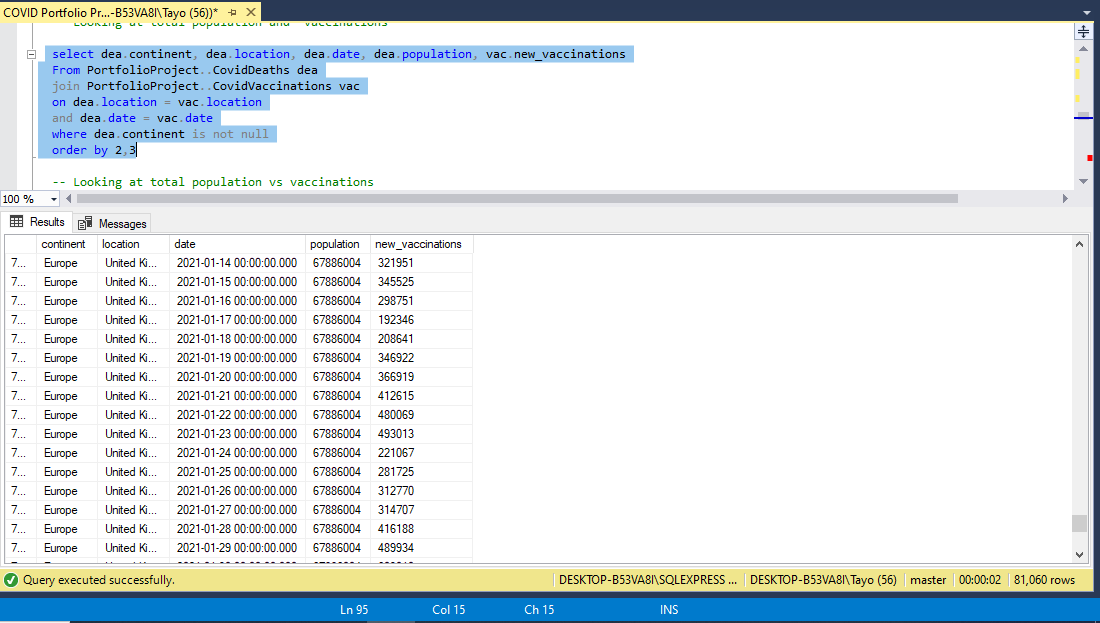 COVID Portfolio Pr...-B53VA8I\Tayo (56))*
-- Looking at total population and vaccinations
select dea.continent, dea.location, dea.date, dea.population, vac.new_vaccinations
From PortfolioProject..CovidDeaths dea
join PortfolioProject..CovidVaccinations vac
on dea.location = vac.location
and dea.date = vac.date
where dea.continent is not null
order by 2,3
-- Looking at total population vs vaccinations
100 %
Results Messages
continent location date population new_vaccinations
7... Europe United Ki... 2021-01-14 00:00:00.000 67886004 321951
7... Europe United Ki... 2021-01-15 00:00:00.000 67886004 345525
7... Europe United Ki... 2021-01-16 00:00:00.000 67886004 298751
7... Europe United Ki... 2021-01-17 00:00:00.000 67886004 192346
7... Europe United Ki... 2021-01-18 00:00:00.000 67886004 208641
7... Europe United Ki... 2021-01-19 00:00:00.000 67886004 346922
7... Europe United Ki... 2021-01-20 00:00:00.000 67886004 366919
7... Europe United Ki... 2021-01-21 00:00:00.000 67886004 412615
7... Europe United Ki... 2021-01-22 00:00:00.000 67886004 480069
7... Europe United Ki... 2021-01-23 00:00:00.000 67886004 493013
7... Europe United Ki... 2021-01-24 00:00:00.000 67886004 221067
7... Europe United Ki... 2021-01-25 00:00:00.000 67886004 281725
7... Europe United Ki... 2021-01-26 00:00:00.000 67886004 312770
7... Europe United Ki... 2021-01-27 00:00:00.000 67886004 314707
7... Europe United Ki... 2021-01-28 00:00:00.000 67886004 416188
7... Europe United Ki... 2021-01-29 00:00:00.000 67886004 489934
Query executed successfully. DESKTOP-B53VA8I\SQLEXPRESS ... DESKTOP-B53VA8I\Tayo (56) master 00:00:02 81,060 rows
Ln 95 Col 15 Ch 15 INS